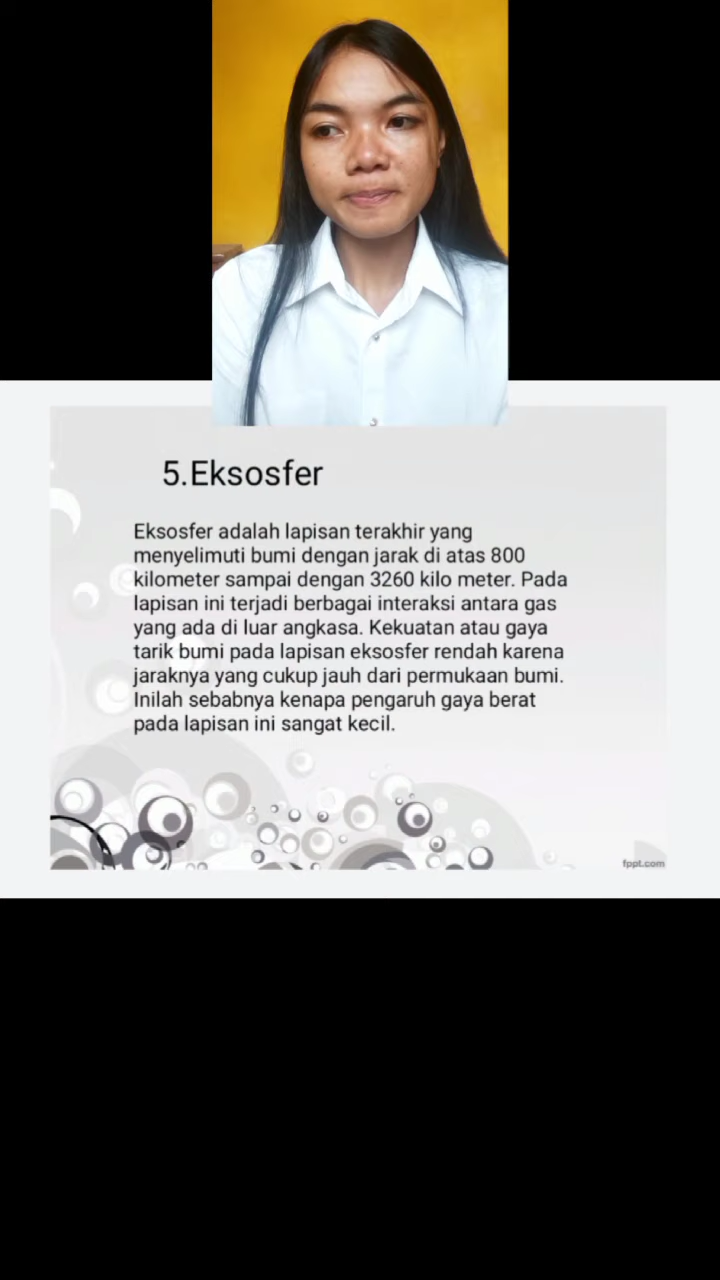 5.Eksosfer
Eksosfer adalah lapisan terakhir yang
menyelimuti bumi dengan jarak di atas 800
kilometer sampai dengan 3260 kilo meter. Pada
lapisan ini terjadi berbagai interaksi antara gas
yang ada di luar angkasa. Kekuatan atau gaya
tarik bumi pada lapisan eksosfer rendah karena
jaraknya yang cukup jauh dari permukaan bumi.
Inilah sebabnya kenapa pengaruh gaya berat
pada lapisan ini sangat kecil.
fppt.com